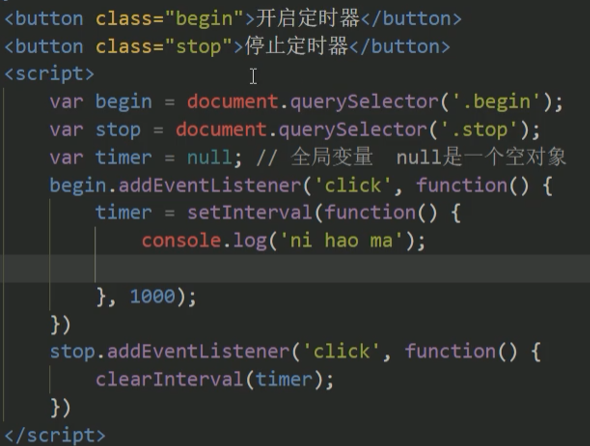 <button class="begin">开启定时器</button>
<button class="stop">停止定时器</button>
<script>
    var begin = document.querySelector('.begin');
    var stop = document.querySelector('.stop');
    var timer = null; // 全局变量  null是一个空对象
    begin.addEventListener('click', function() {
        timer = setInterval(function() {
            console.log('ni hao ma');
        }, 1000);
    })
    stop.addEventListener('click', function() {
        clearInterval(timer);
    })
</script>